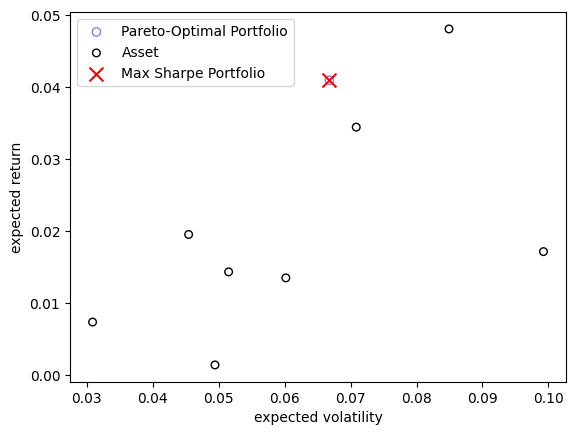 Pareto-Optimal Portfolio
Asset
Max Sharpe Portfolio
expected return
0.05
0.04
0.03
0.02
0.01
0.00
0.03 0.04 0.05 0.06 0.07 0.08 0.09 0.10
expected volatility